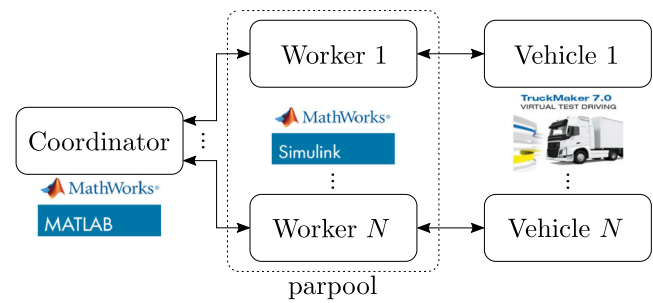 Worker 1
Vehicle 1
Coordinator
MathWorks®
Simulink
TruckMaker 7.0
VIRTUAL TEST DRIVING
MathWorks®
MATLAB
Worker N
Vehicle N
parpool